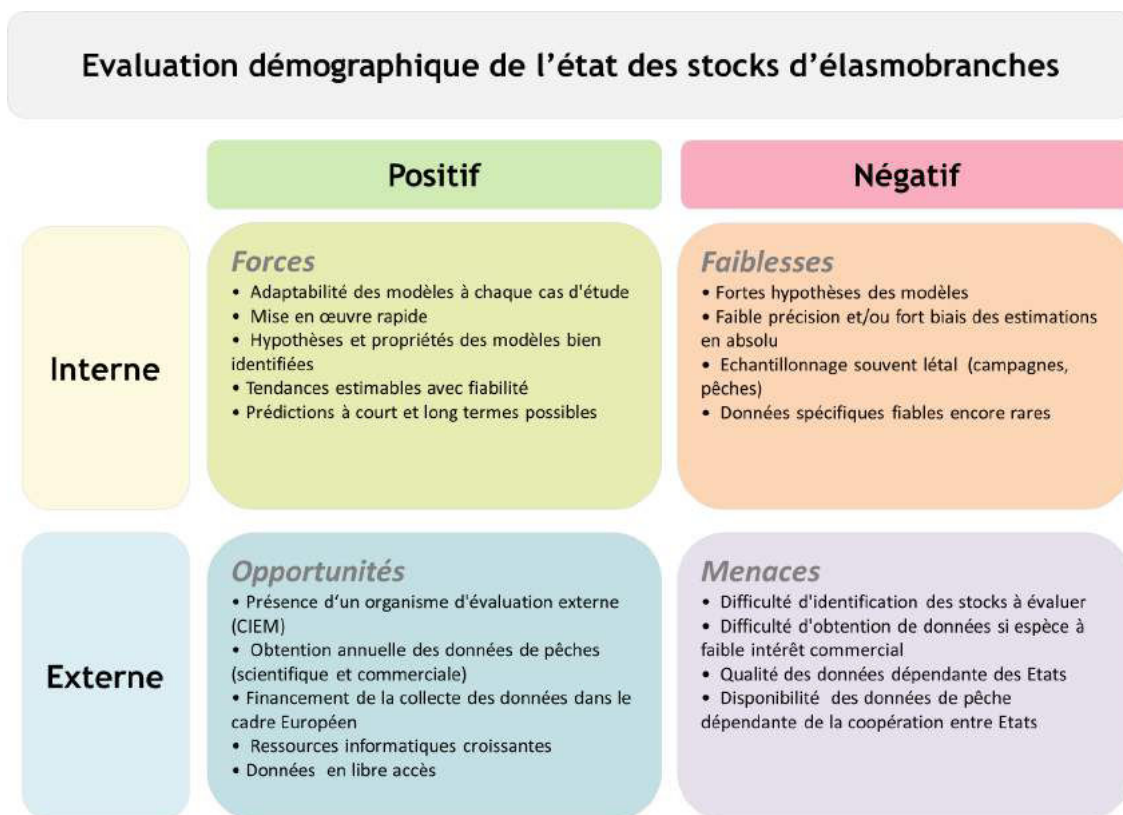 Evaluation démographique de l'état des stocks d'élasmobranches
Positif
Négatif
Interne
Forces
• Adaptabilité des modèles à chaque cas d'étude
• Mise en œuvre rapide
• Hypothèses et propriétés des modèles bien
identifiées
• Tendances estimables avec fiabilité
• Prédictions à court et long termes possibles
Faiblesses
• Fortes hypothèses des modèles
• Faible précision et/ou fort biais des estimations
en absolu
• Echantillonnage souvent létal (campagnes,
pêches)
• Données spécifiques fiables encore rares
Externe
Opportunités
• Présence d'un organisme d'évaluation externe
(CIEM)
• Obtention annuelle des données de pêches
(scientifique et commerciale)
• Financement de la collecte des données dans le
cadre Européen
• Ressources informatiques croissantes
• Données en libre accès
Menaces
• Difficulté d'identification des stocks à évaluer
• Difficulté d'obtention de données si espèce à
faible intérêt commercial
• Qualité des données dépendante des Etats
• Disponibilité des données de pêche
dépendante de la coopération entre Etats